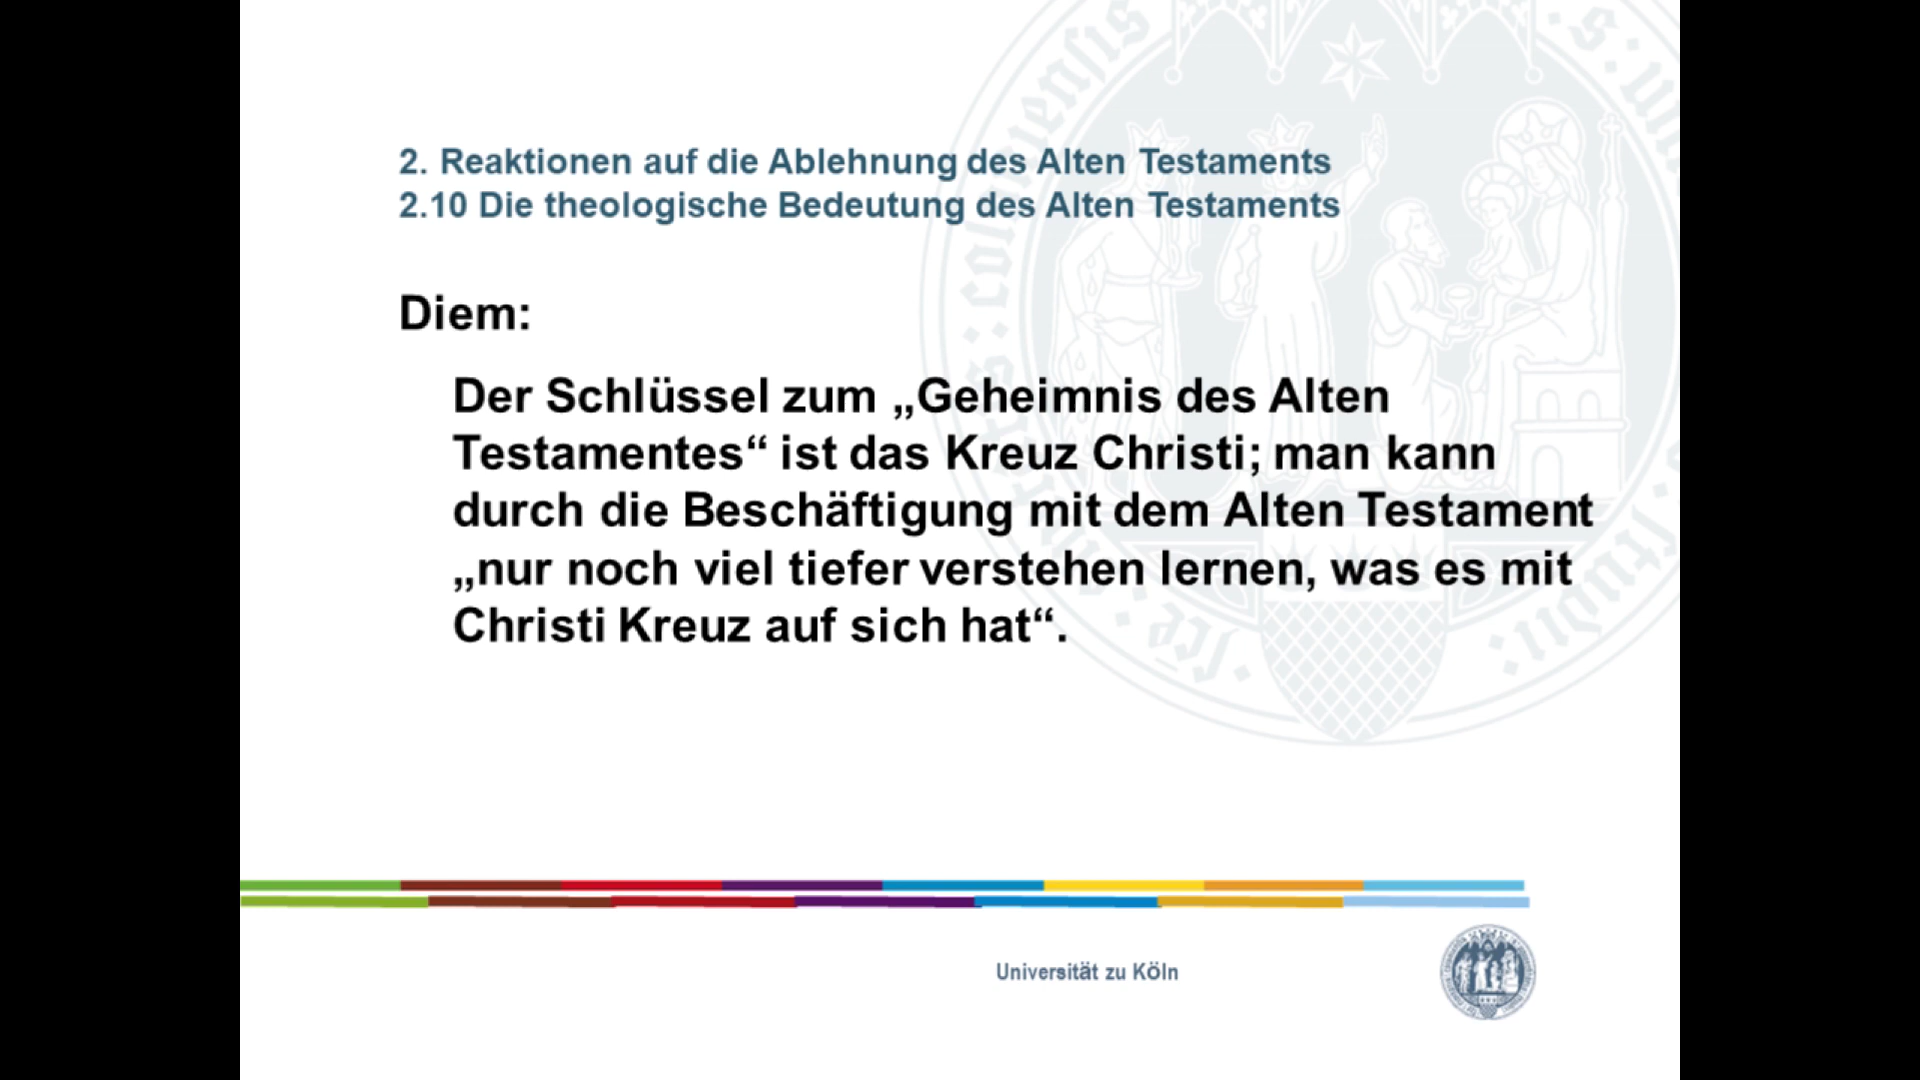 2. Reaktionen auf die Ablehnung des Alten Testaments
2.10 Die theologische Bedeutung des Alten Testaments
Diem:
Der Schlüssel zum „Geheimnis des Alten
Testamentes“ ist das Kreuz Christi; man kann
durch die Beschäftigung mit dem Alten Testament
„nur noch viel tiefer verstehen lernen, was es mit
Christi Kreuz auf sich hat“.
Universität zu Köln